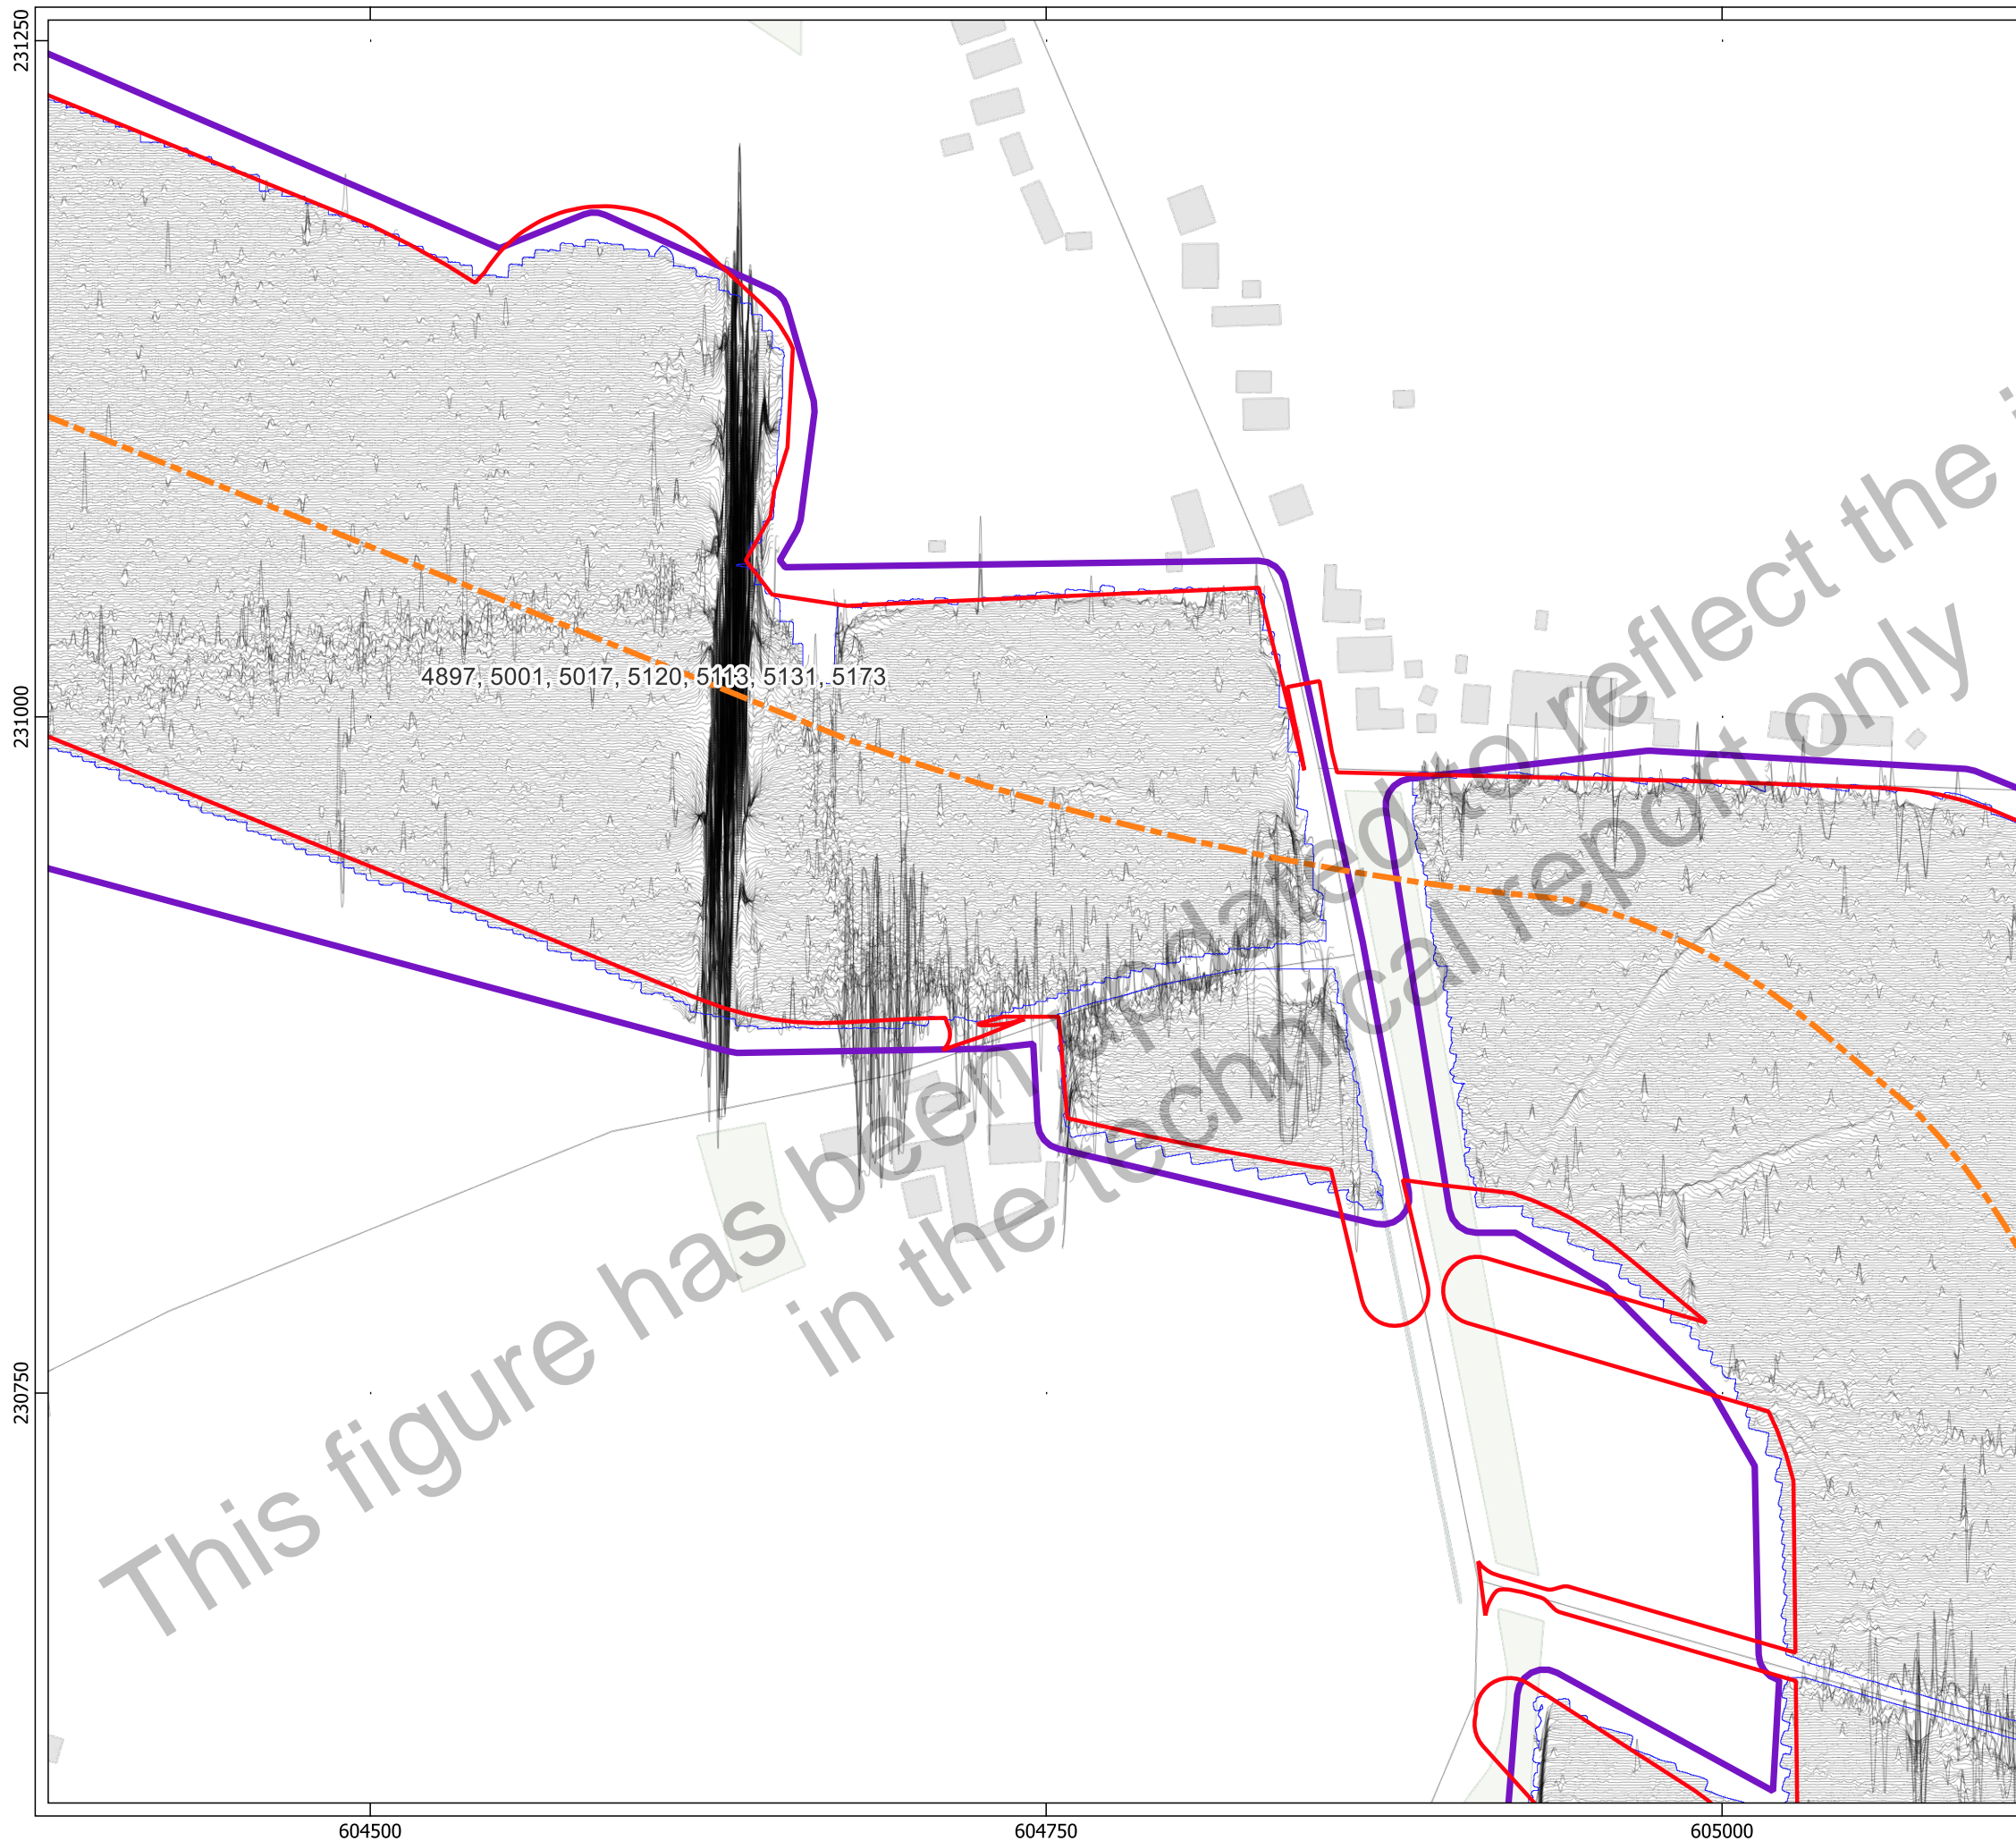 231250
231000
230750
4897, 5001, 5017, 5120, 5113, 5131, 5173
This figure has been updated to reflect the
in the technical report only
604500
604750
605000